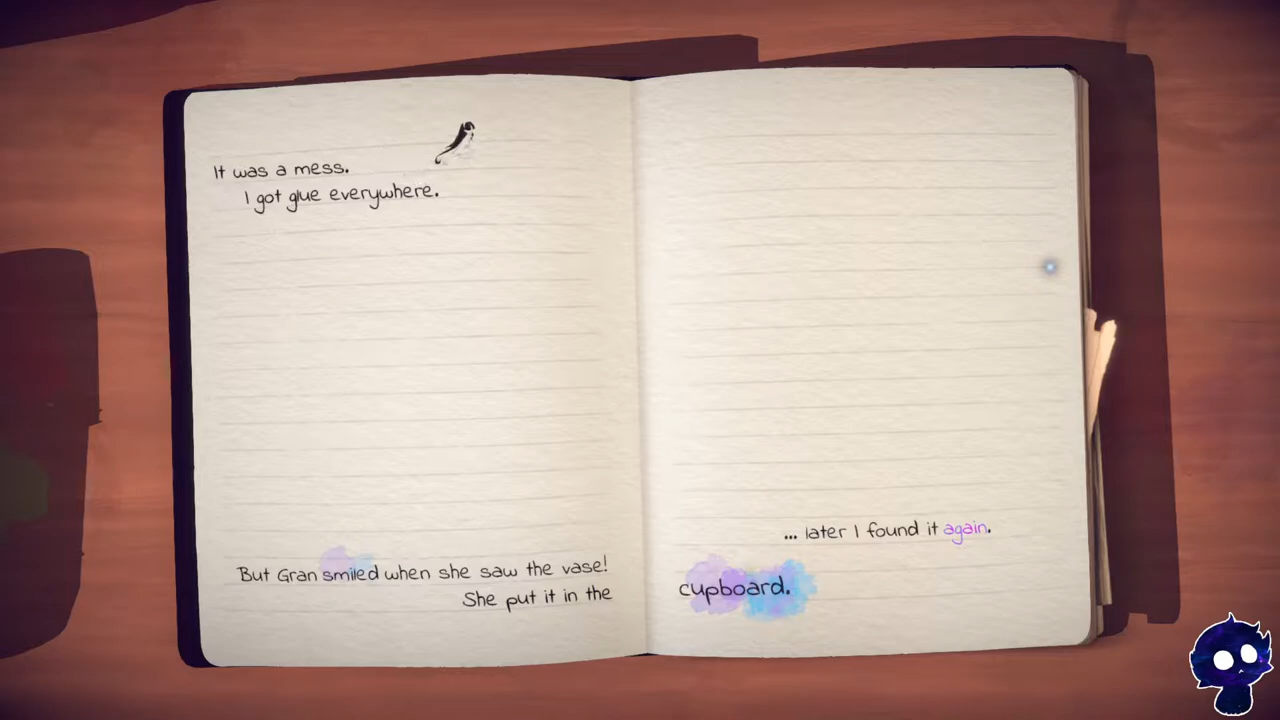 It was a mess.
I got glue everywhere.
But Gran smiled when she saw the vase!
She put it in the
... later I found it again.
cupboard.